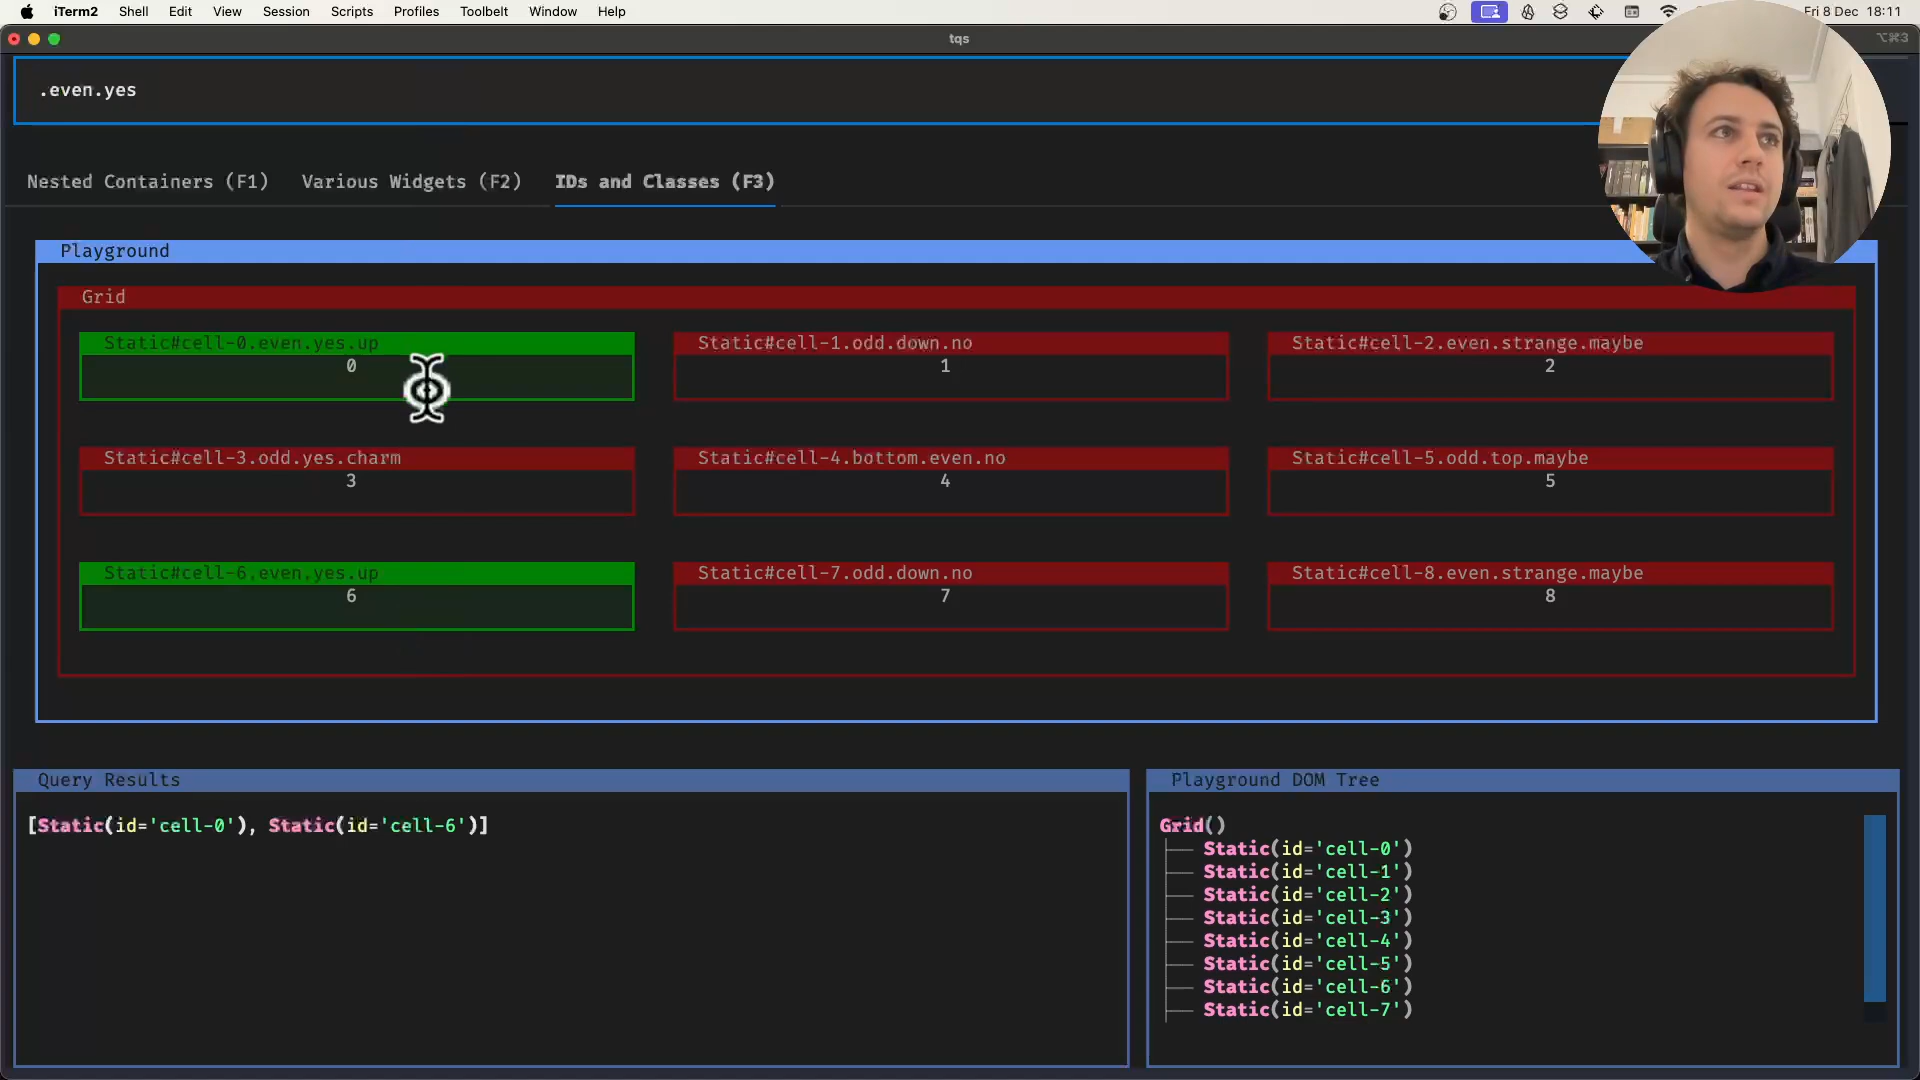 iTerm2 Shell Edit View Session Scripts Profiles Toolbelt Window Help Fri 8 Dec 18:11
tqs ⌥⌘3
.even.yes
Nested Containers (F1) Various Widgets (F2) IDs and Classes (F3)
Playground
Grid
Static#cell-0.even.yes.up Static#cell-1.odd.down.no Static#cell-2.even.strange.maybe
0 1 2
Static#cell-3.odd.yes.charm Static#cell-4.bottom.even.no Static#cell-5.odd.top.maybe
3 4 5
Static#cell-6.even.yes.up Static#cell-7.odd.down.no Static#cell-8.even.strange.maybe
6 7 8
Query Results
[Static(id='cell-0'), Static(id='cell-6')]
Playground DOM Tree
Grid()
Static(id='cell-0')
Static(id='cell-1')
Static(id='cell-2')
Static(id='cell-3')
Static(id='cell-4')
Static(id='cell-5')
Static(id='cell-6')
Static(id='cell-7')